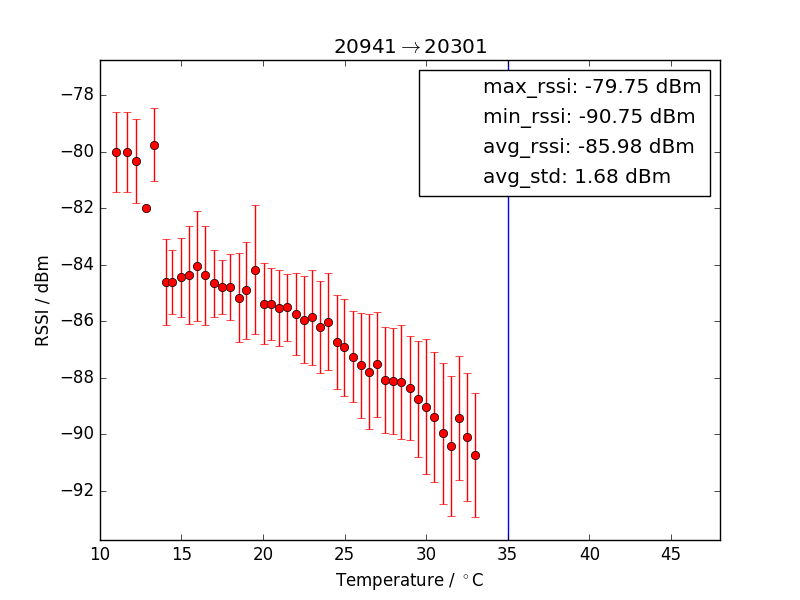 20941→20301
max_rssi: -79.75 dBm
min_rssi: -90.75 dBm
avg_rssi: -85.98 dBm
avg_std: 1.68 dBm
−78
−80
−82
−84
−86
−88
−90
−92
RSSI / dBm
10 15 20 25 30 35 40 45
Temperature / °C